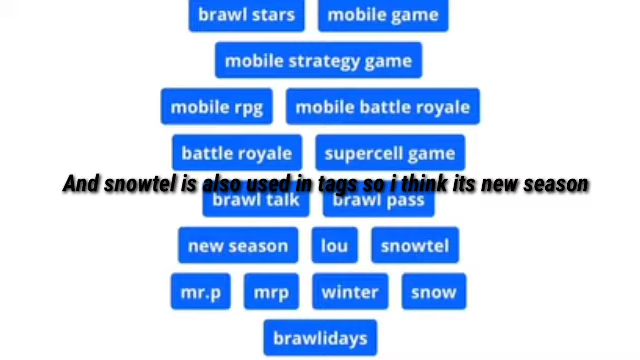 brawl stars mobile game
mobile strategy game
mobile rpg mobile battle royale
battle royale supercell game
And snowtel is also used in tags so i think its new season
brawl talk brawl pass
new season lou snowtel
mr.p mrp winter snow
brawlidays